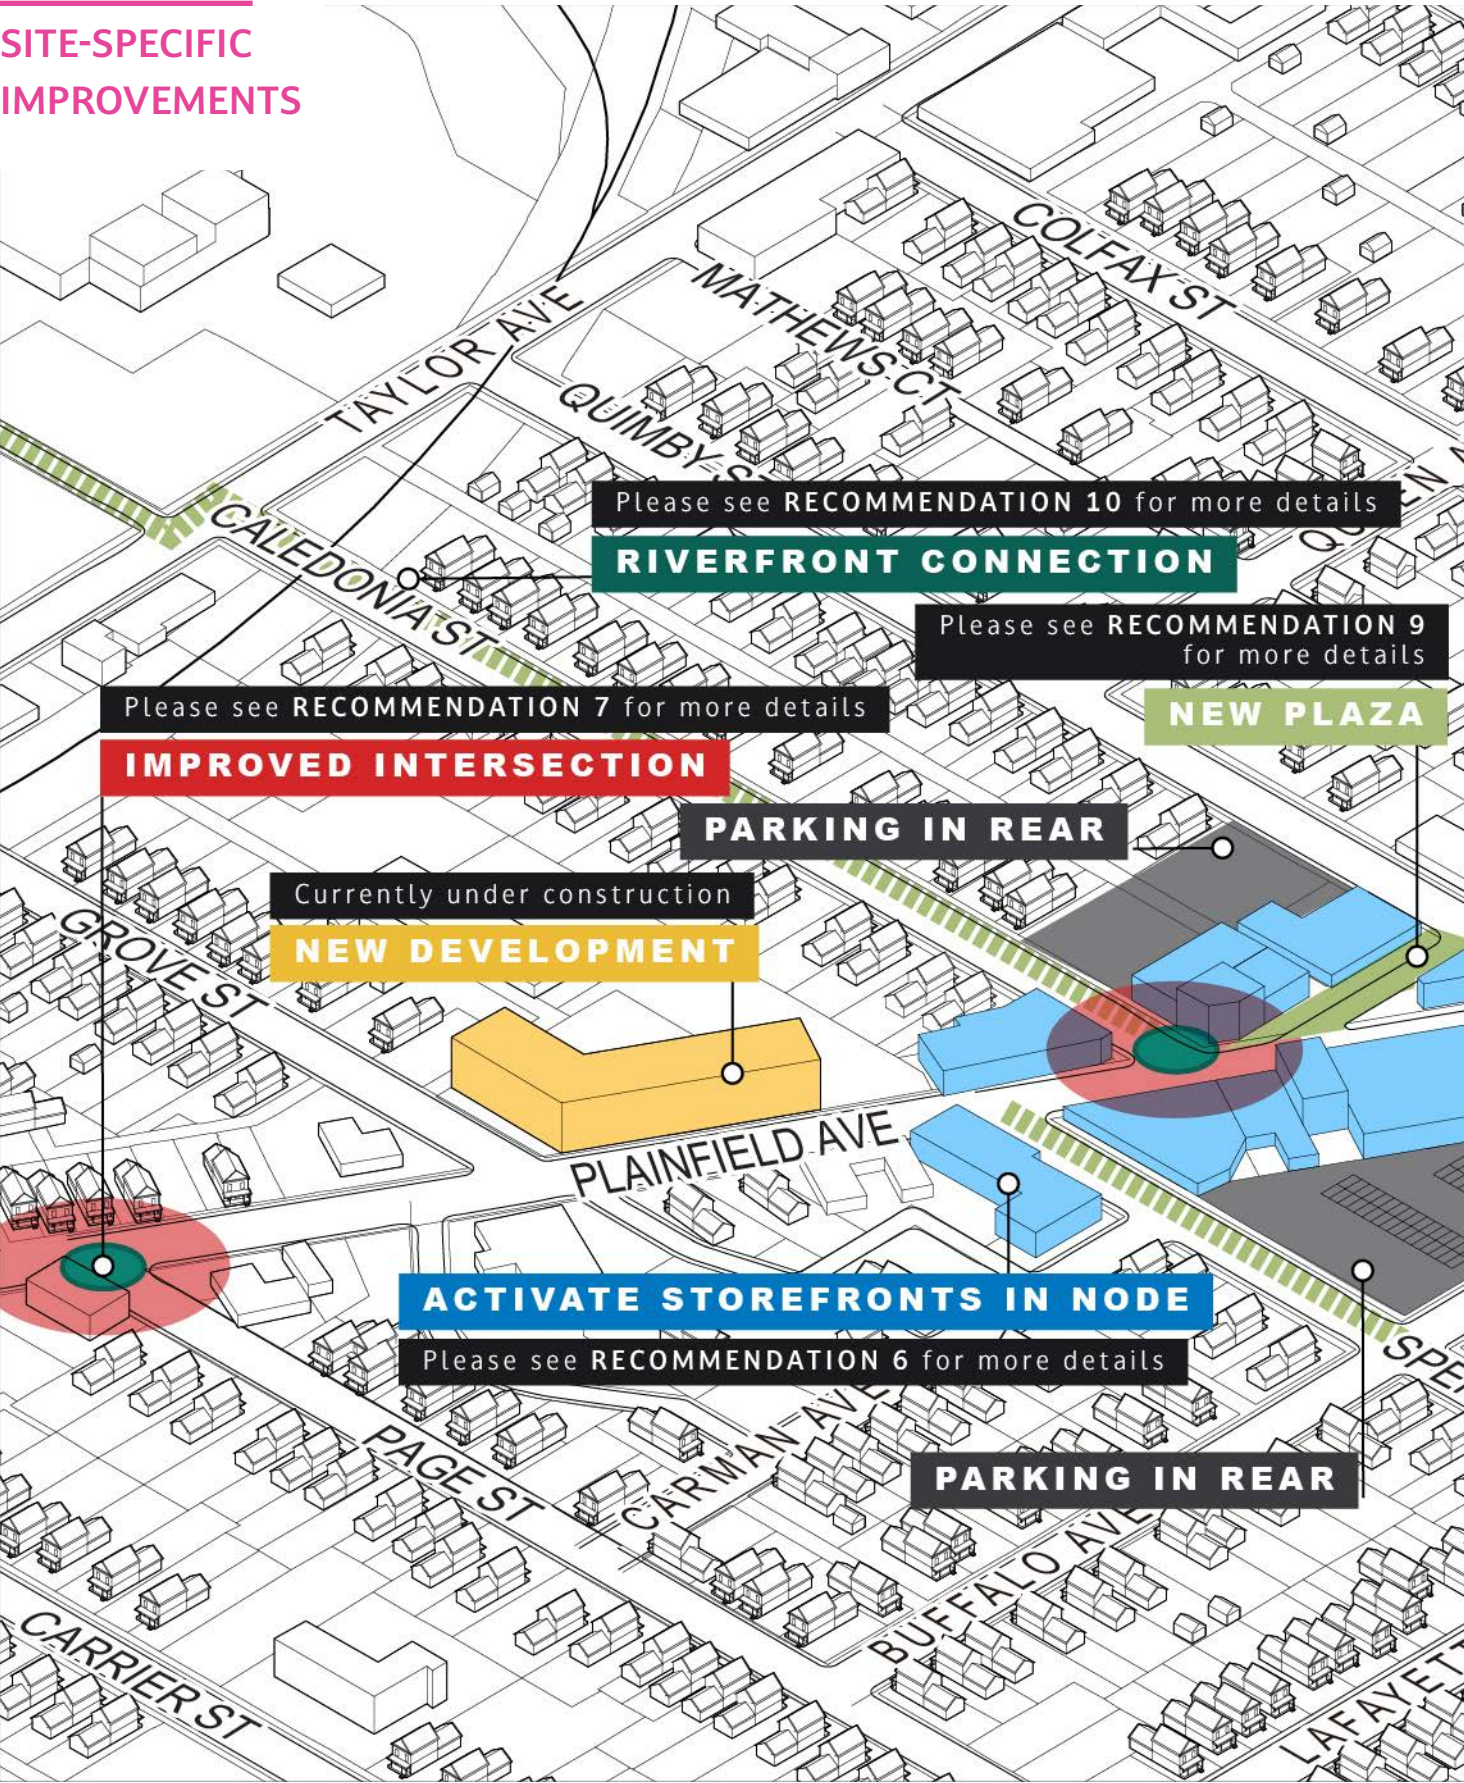 SITE-SPECIFIC
IMPROVEMENTS
COLFAX ST
MATHEWS CT
TAYLOR AVE
QUIMBY
Please see RECOMMENDATION 10 for more details
RIVERFRONT CONNECTION
CALEDONIA ST
Please see RECOMMENDATION 9
for more details
NEW PLAZA
Please see RECOMMENDATION 7 for more details
IMPROVED INTERSECTION
PARKING IN REAR
Currently under construction
NEW DEVELOPMENT
GROVE ST
PLAINFIELD AVE
ACTIVATE STOREFRONTS IN NODE
Please see RECOMMENDATION 6 for more details
CARMAN AVE
PAGE ST
PARKING IN REAR
BUFFALO AVE
CARRIER ST